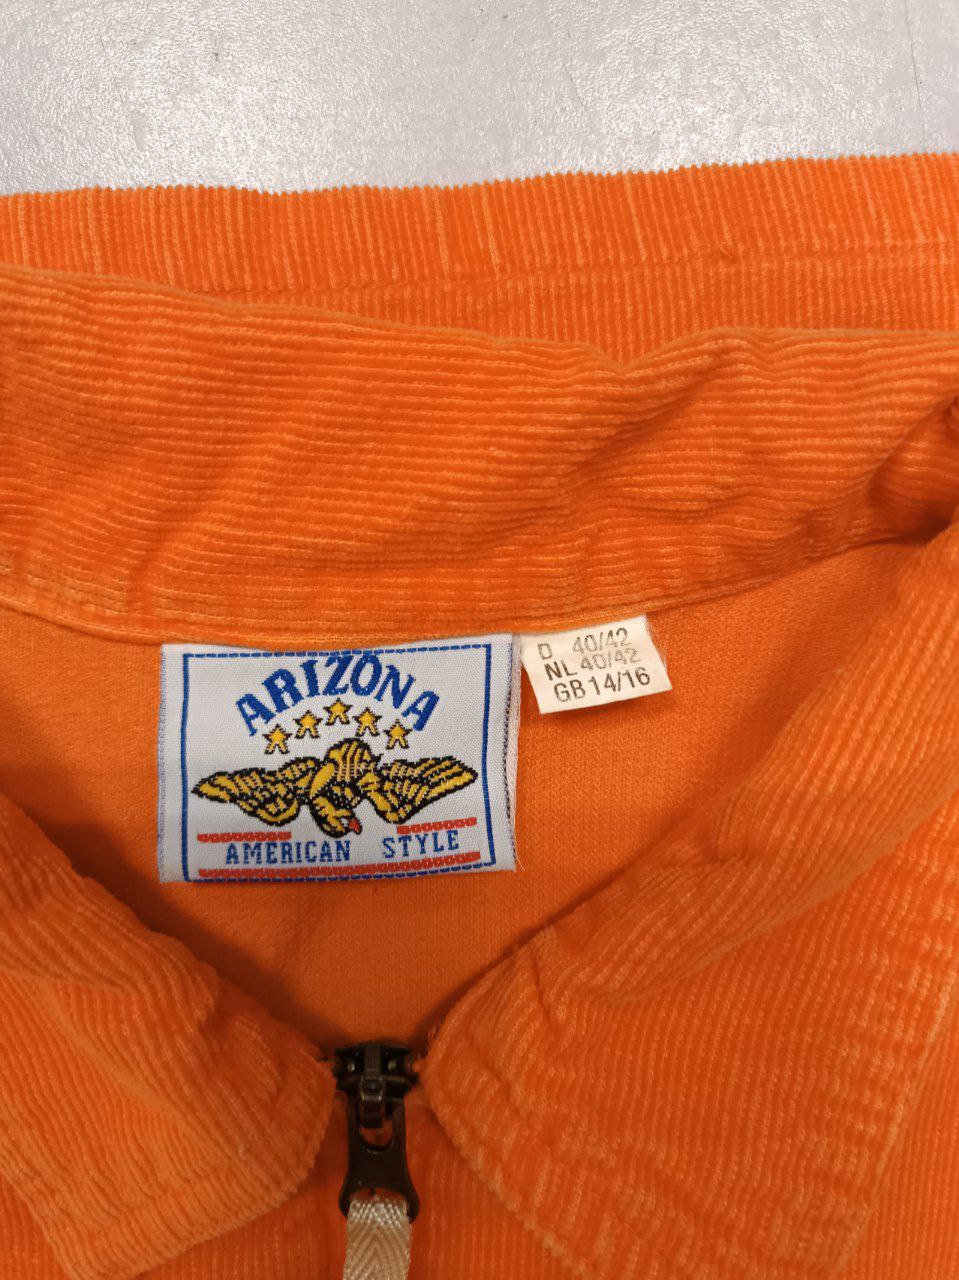 ARIZONA
AMERICAN STYLE
D 40/42
NL 40/42
GB 14/16